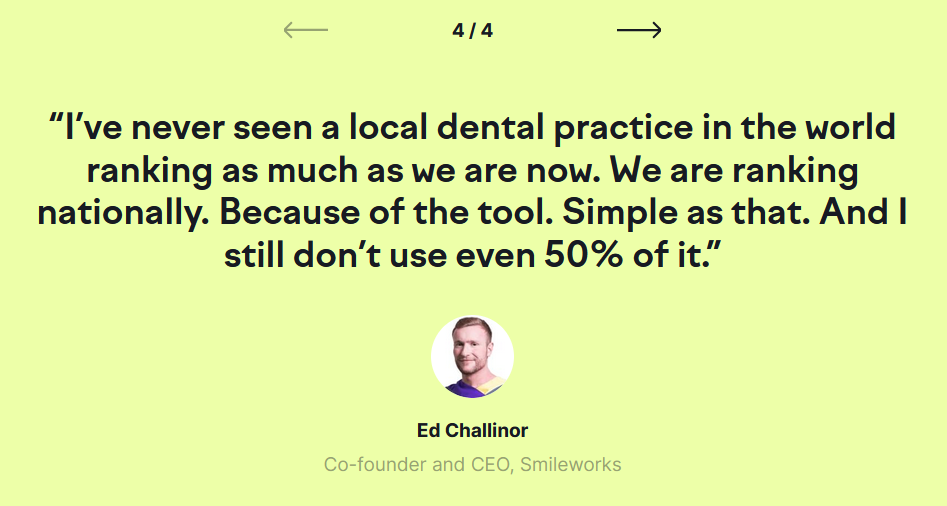 4 / 4
“I’ve never seen a local dental practice in the world
ranking as much as we are now. We are ranking
nationally. Because of the tool. Simple as that. And I
still don’t use even 50% of it.”
Ed Challinor
Co-founder and CEO, Smileworks